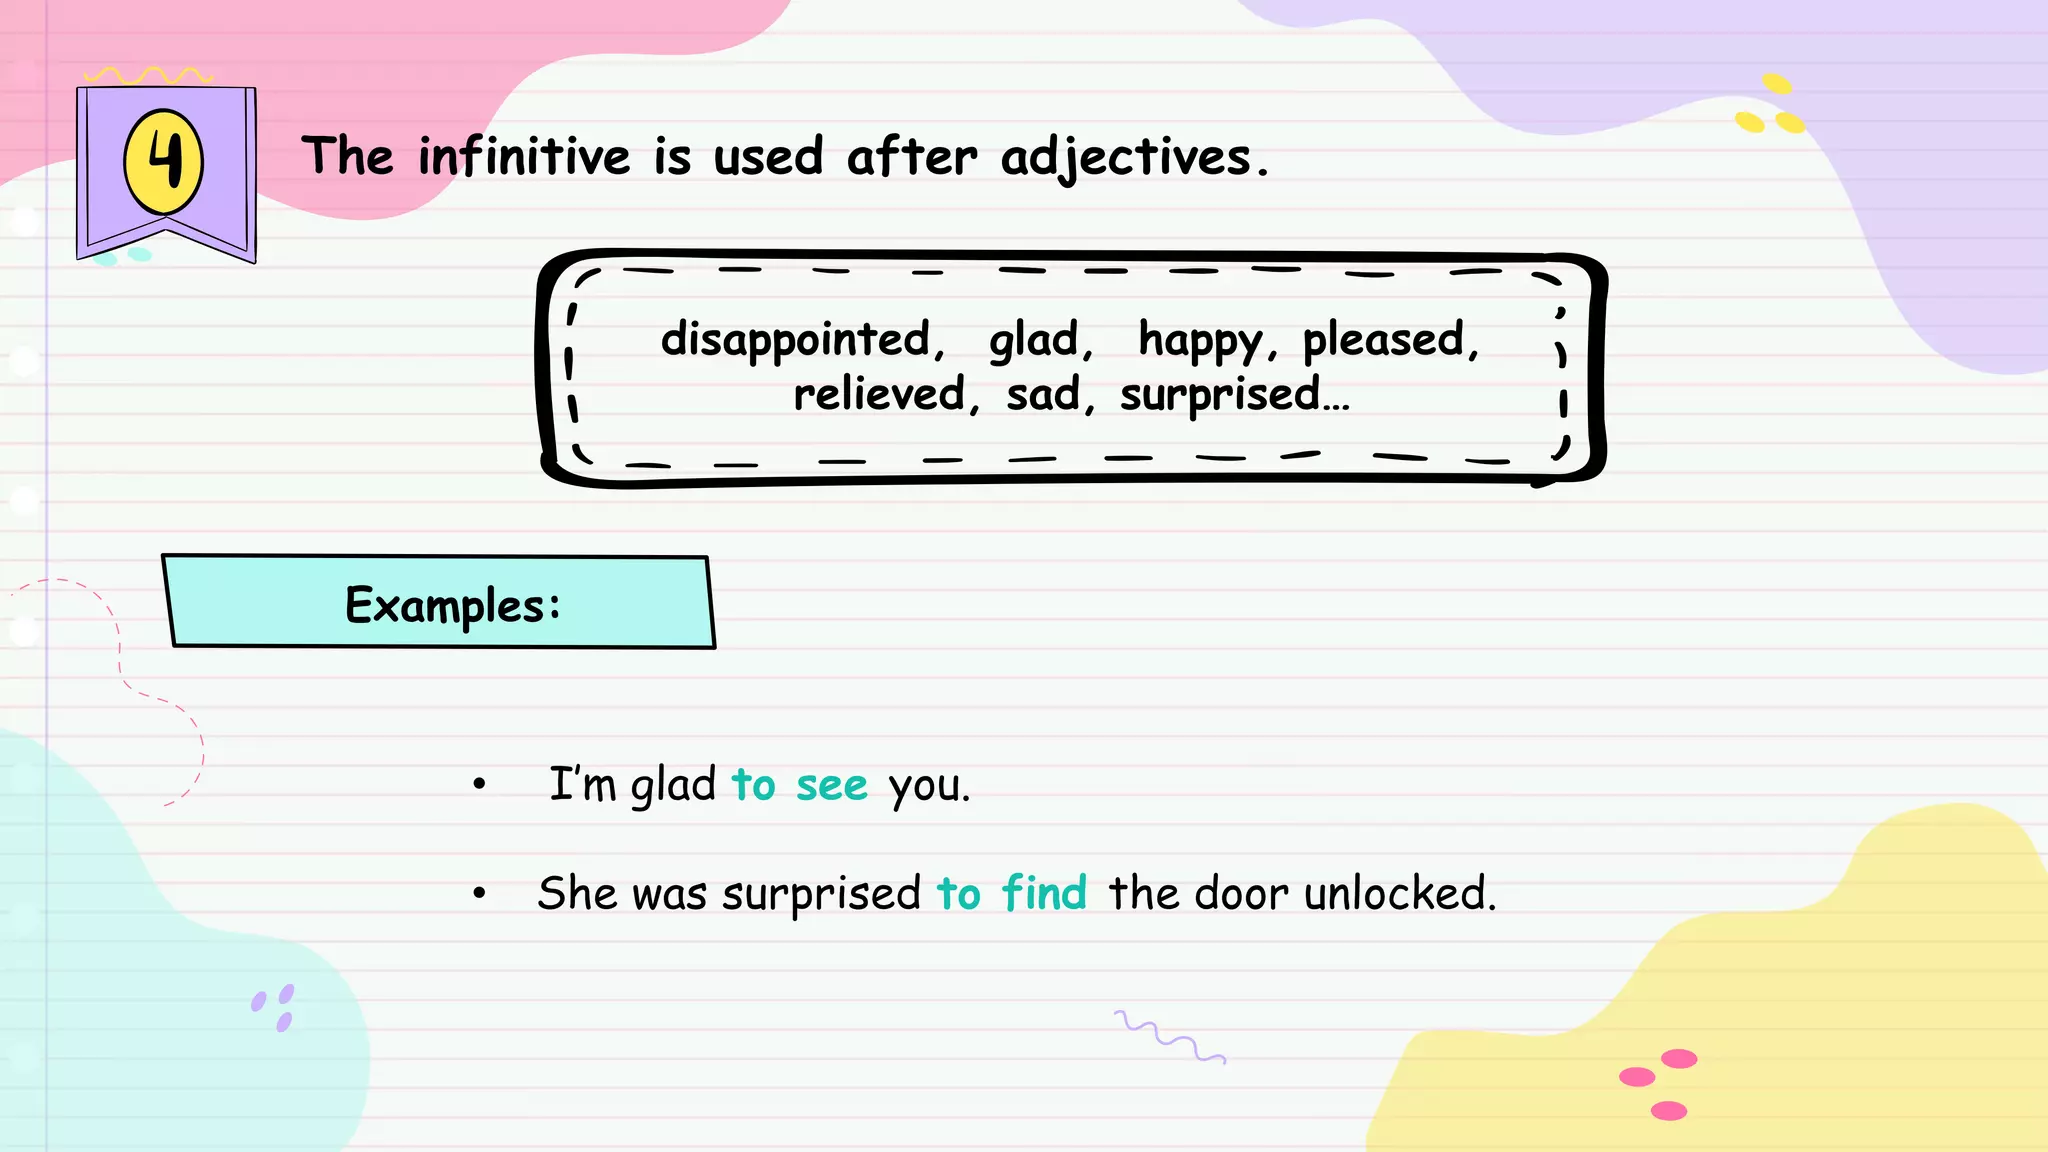 4
The infinitive is used after adjectives.
disappointed, glad, happy, pleased,
relieved, sad, surprised...
Examples:
• I’m glad to see you.
• She was surprised to find the door unlocked.